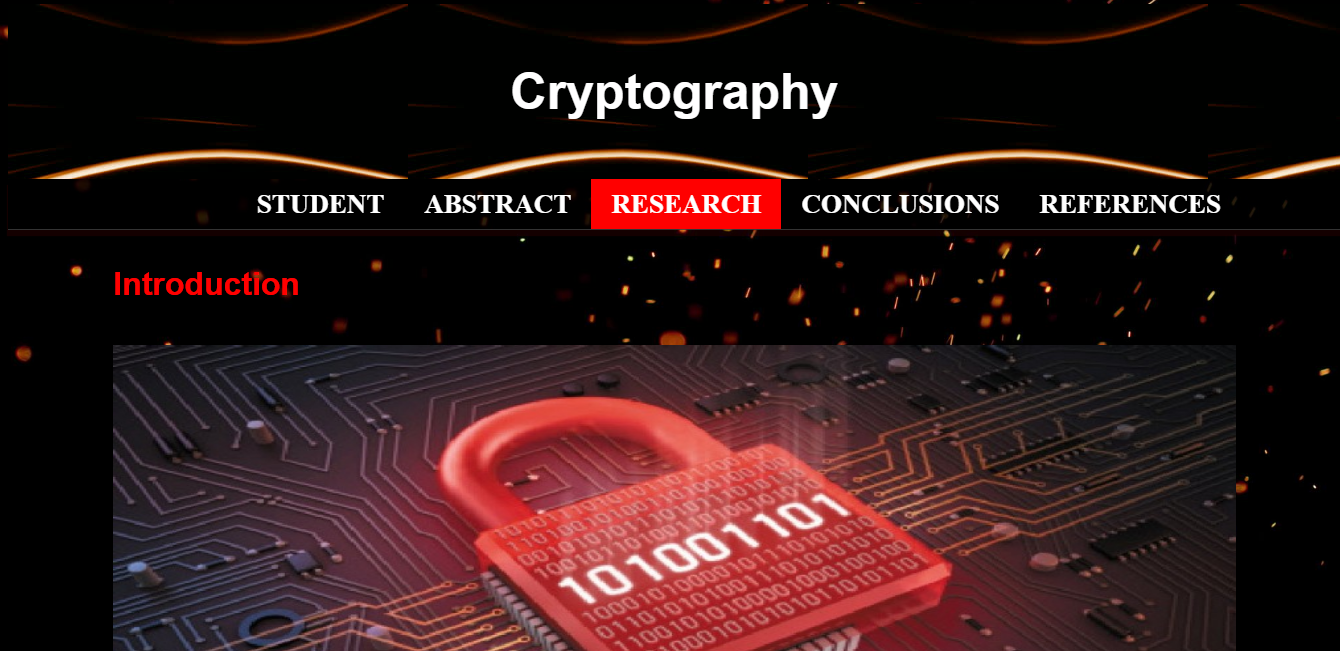 Cryptography
STUDENT ABSTRACT RESEARCH CONCLUSIONS REFERENCES
Introduction
101001101